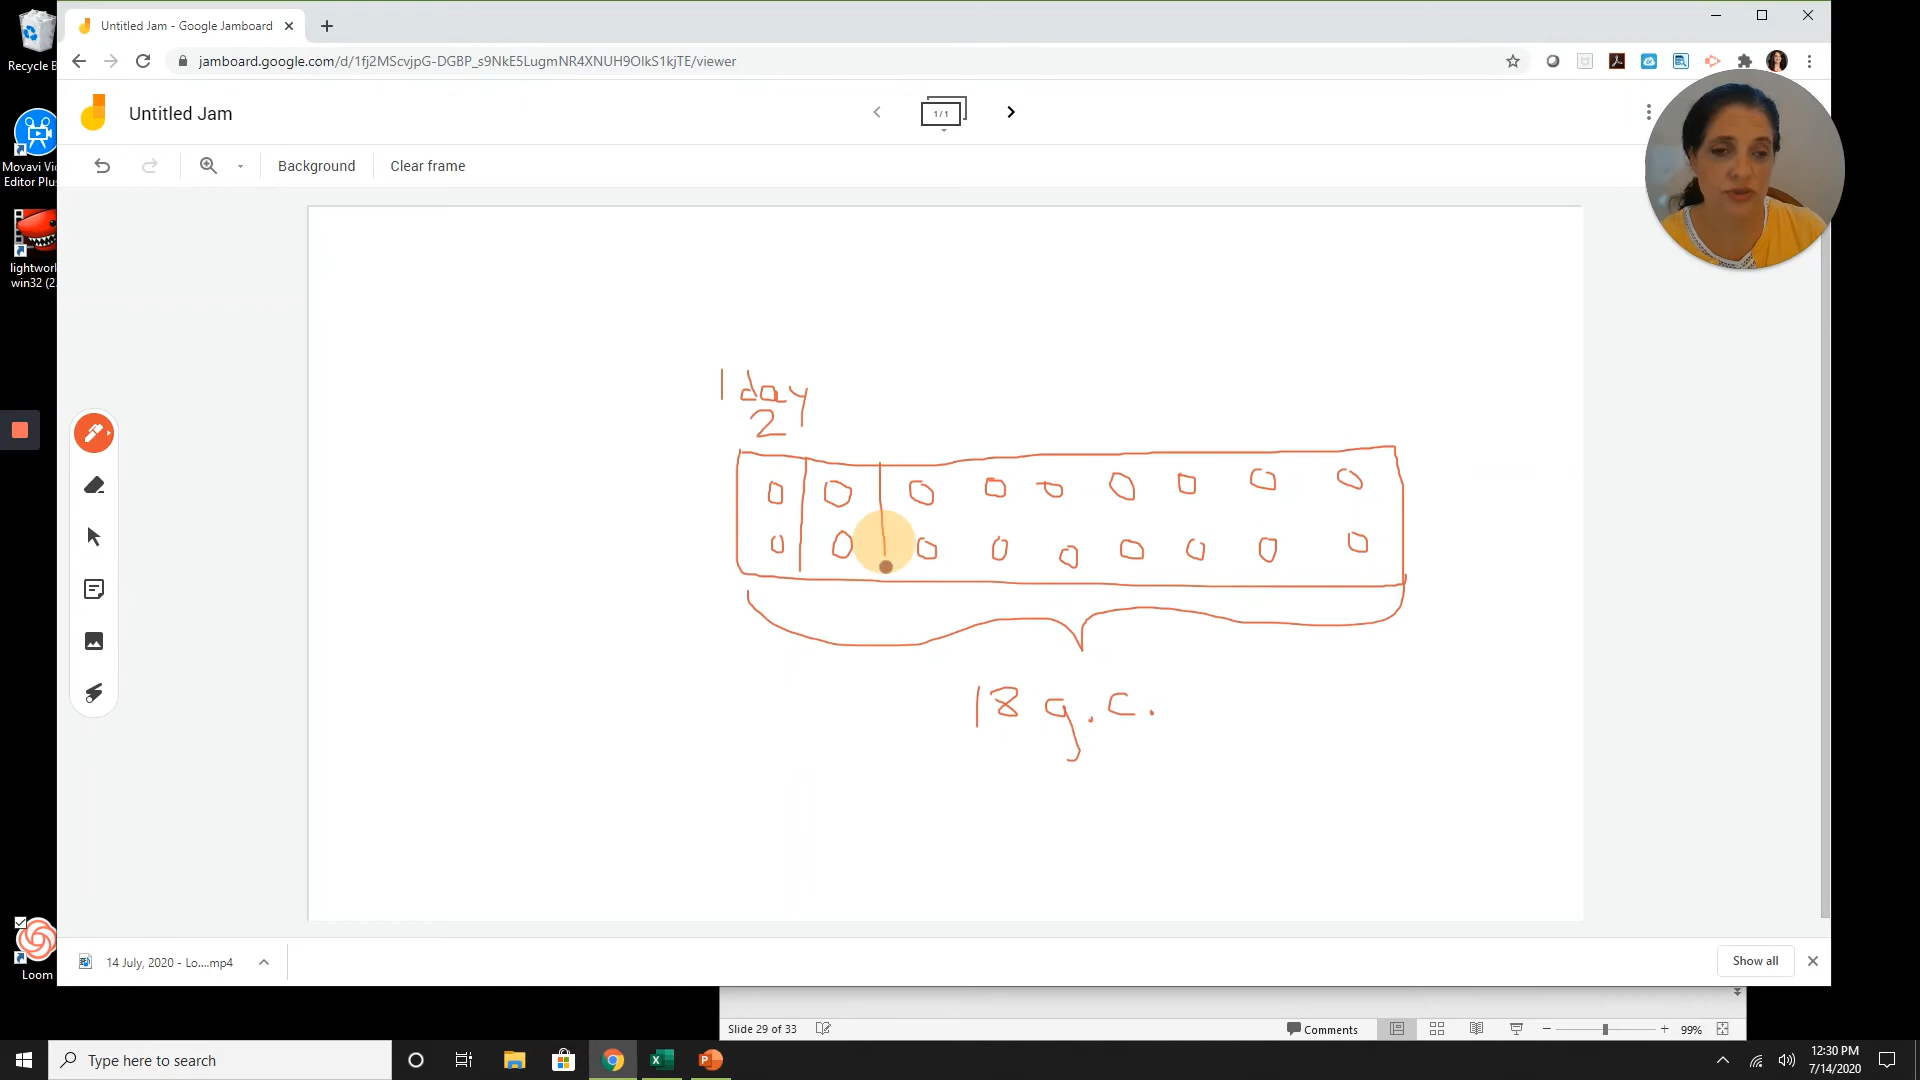 Untitled Jam - Google Jamboard
Recycle B
jamboard.google.com/d/1fj2MScvjpG-DGBP_s9NkE5LugmNR4XNUH9OIkS1kjTE/viewer
Untitled Jam
1 / 1
Movavi Vi
Editor Plus
Background
Clear frame
lightwork
win32 (2.
1 day
2
18 g.c.
Loom
14 July, 2020 - Lo....mp4
Show all
Slide 29 of 33
Comments
99%
Type here to search
12:30 PM
7/14/2020